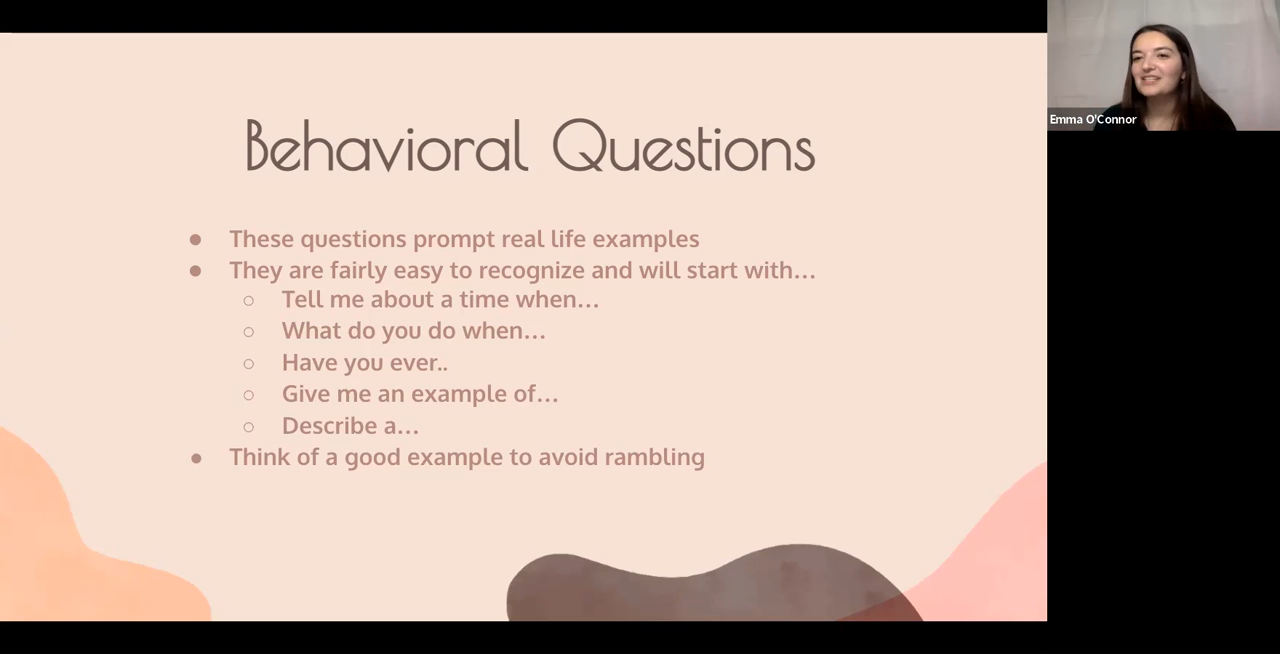 Behavioral Questions
● These questions prompt real life examples
● They are fairly easy to recognize and will start with…
○ Tell me about a time when…
○ What do you do when…
○ Have you ever..
○ Give me an example of…
○ Describe a…
● Think of a good example to avoid rambling
Emma O'Connor